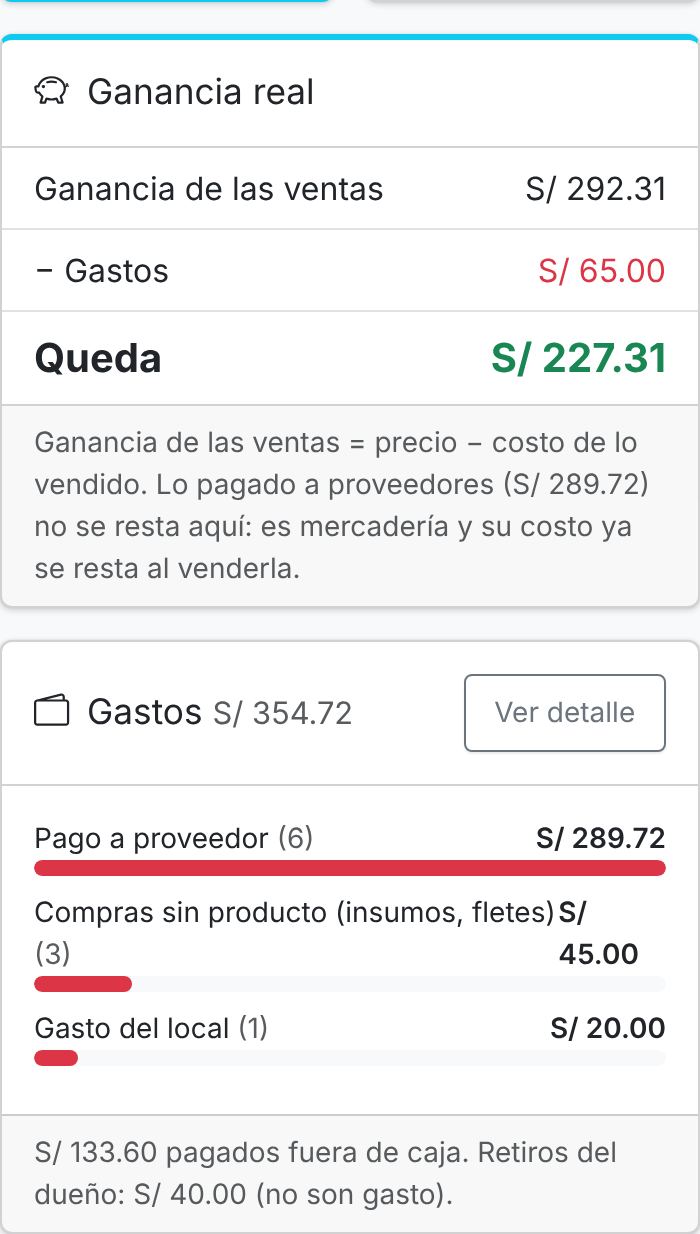 Ganancia real
Ganancia de las ventas S/ 292.31
− Gastos S/ 65.00
Queda S/ 227.31
Ganancia de las ventas = precio − costo de lo
vendido. Lo pagado a proveedores (S/ 289.72)
no se resta aquí: es mercadería y su costo ya
se resta al venderla.
Gastos S/ 354.72 Ver detalle
Pago a proveedor (6) S/ 289.72
Compras sin producto (insumos, fletes) S/
(3) 45.00
Gasto del local (1) S/ 20.00
S/ 133.60 pagados fuera de caja. Retiros del
dueño: S/ 40.00 (no son gasto).